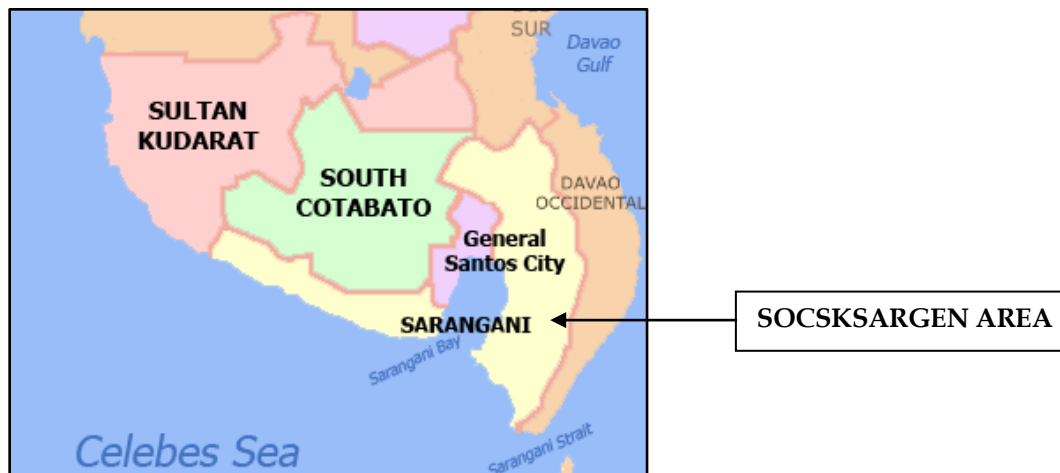 SUR
Davao
Gulf
SULTAN
KUDARAT
SOUTH
COTABATO
DAVAO
OCCIDENTAL
General
Santos City
SARANGANI
SOCSKSARGEN AREA
Sarangani Bay
Celebes Sea
Sarangani Strait